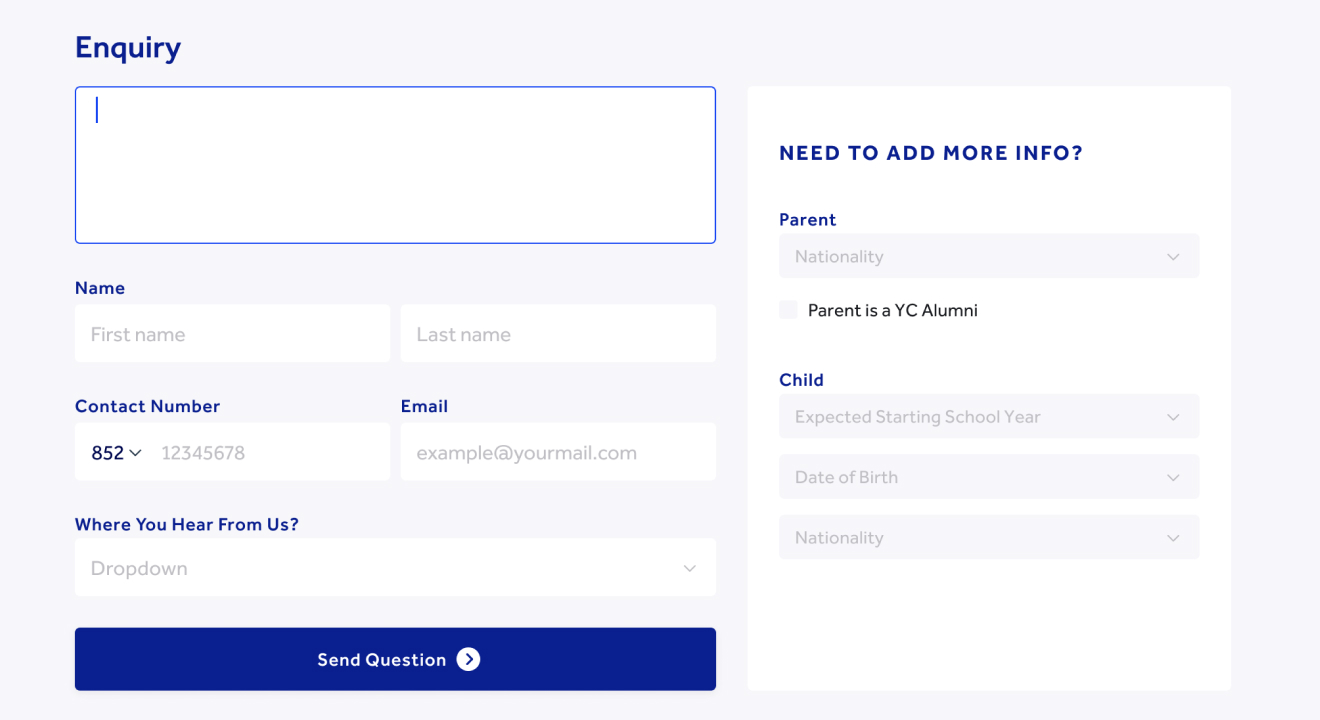 Enquiry
Name
First name
Last name
Contact Number
Email
852
12345678
example@yourmail.com
Where You Hear From Us?
Dropdown
Send Question
NEED TO ADD MORE INFO?
Parent
Nationality
Parent is a YC Alumni
Child
Expected Starting School Year
Date of Birth
Nationality